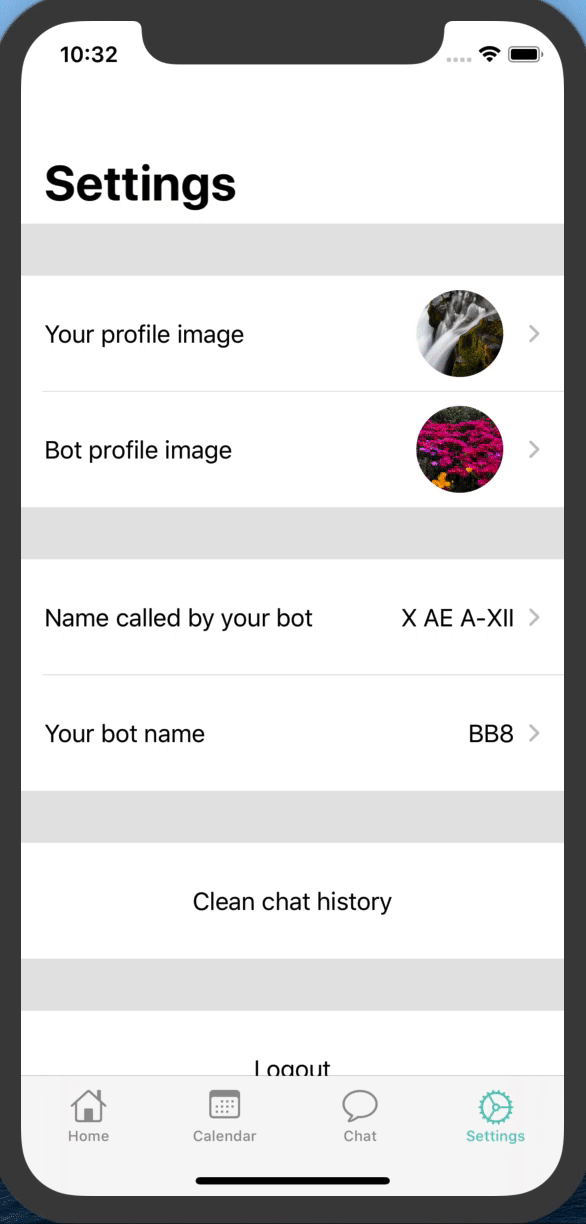 10:32
Settings
Your profile image
Bot profile image
Name called by your bot X AE A-XII
Your bot name BB8
Clean chat history
Logout
Home Calendar Chat Settings